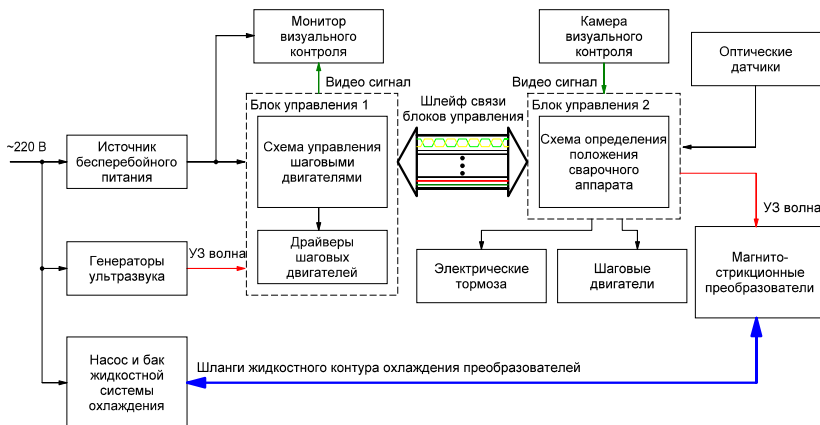 Монитор
визуального
контроля
Камера
визуального
контроля
Оптические
датчики
Видео сигнал
Видео сигнал
Блок управления 1
Шлейф связи
блоков управления
Блок управления 2
~220 В
Источник
бесперебойного
питания
Схема управления
шаговыми
двигателями
Схема определения
положения
сварочного
аппарата
УЗ волна
Драйверы
шаговых
двигателей
Генераторы
ультразвука
УЗ волна
Электрические
тормоза
Шаговые
двигатели
Магнито-
стрикционные
преобразователи
Насос и бак
жидкостной
системы
охлаждения
Шланги жидкостного контура охлаждения преобразователей